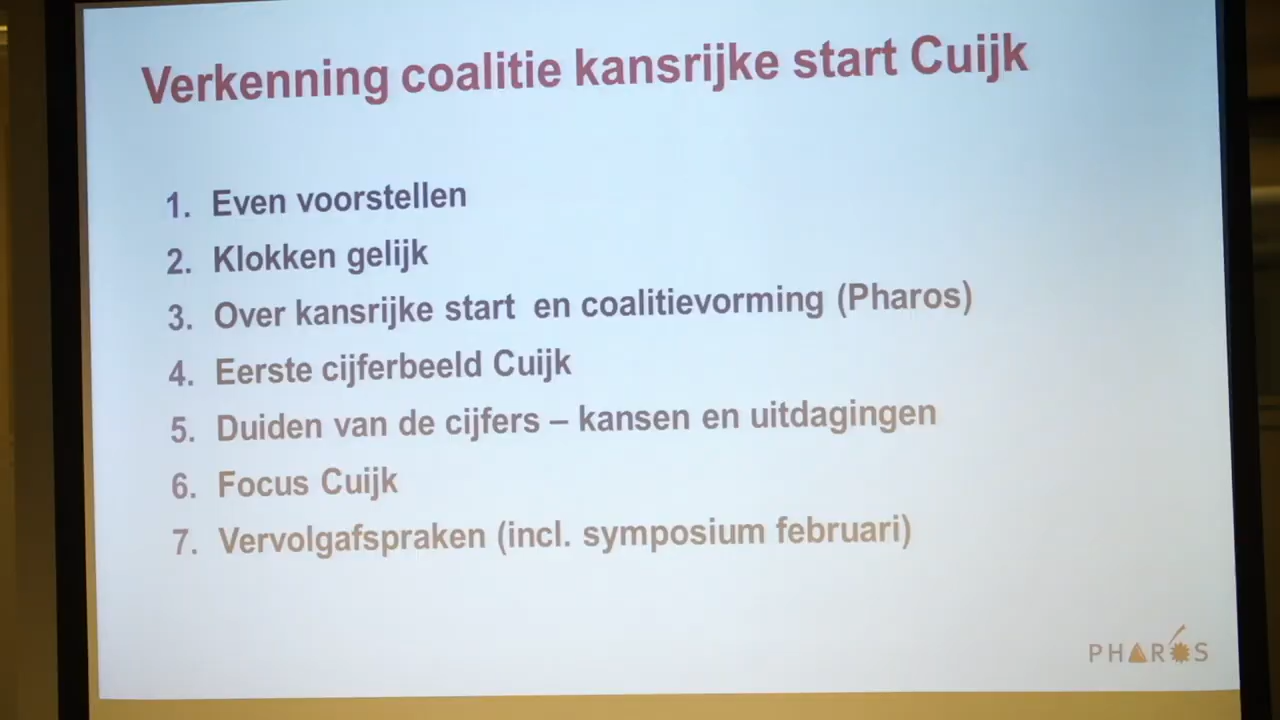 Verkenning coalitie kansrijke start Cuijk
1. Even voorstellen
2. Klokken gelijk
3. Over kansrijke start en coalitievorming (Pharos)
4. Eerste cijferbeeld Cuijk
5. Duiden van de cijfers – kansen en uitdagingen
6. Focus Cuijk
7. Vervolgafspraken (incl. symposium februari)
PHAROS